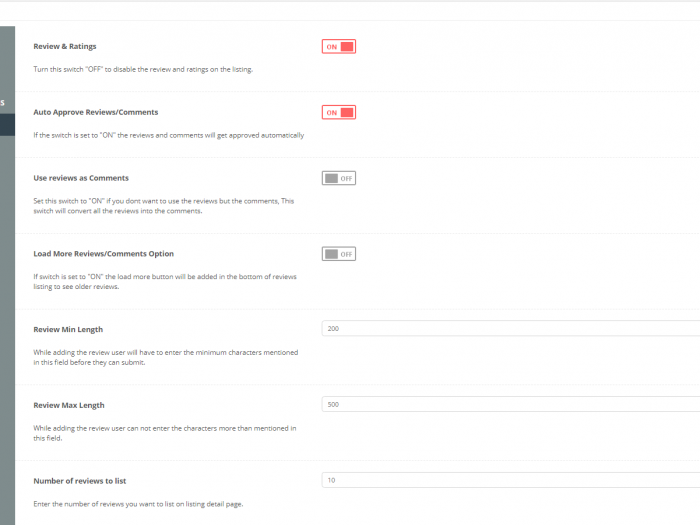 Review & Ratings
ON
Turn this switch "OFF" to disable the review and ratings on the listing.
S
Auto Approve Reviews/Comments
ON
If the switch is set to "ON" the reviews and comments will get approved automatically
Use reviews as Comments
OFF
Set this switch to "ON" if you dont want to use the reviews but the comments, This
switch will convert all the reviews into the comments.
Load More Reviews/Comments Option
OFF
If switch is set to "ON" the load more button will be added in the bottom of reviews
listing to see older reviews.
Review Min Length
200
While adding the review user will have to enter the minimum characters mentioned
in this field before they can submit.
Review Max Length
500
While adding the review user can not enter the characters more than mentioned in
this field.
Number of reviews to list
10
Enter the number of reviews you want to list on listing detail page.